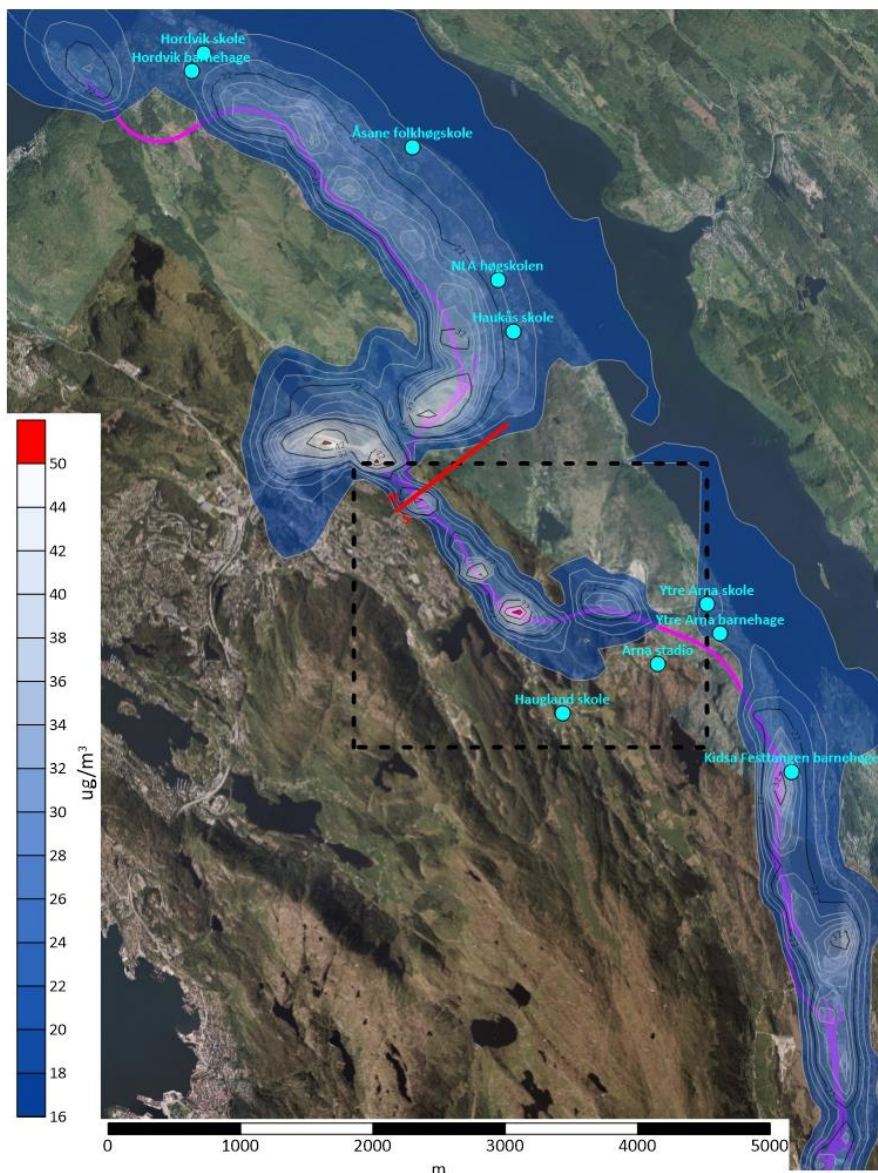 Hordvik skole
Hordvik barnehage
Åsane folkhøgskole
NLA høgskolen
Haukås skole
N
S
Ytre Arna skole
Ytre Arna barnehage
Arna stadio
Haugland skole
Kidsa Festtangen barnehage
50
44
42
40
38
36
34
32
30
28
26
24
22
20
18
16
ug/m³
0 1000 2000 3000 4000 5000
m